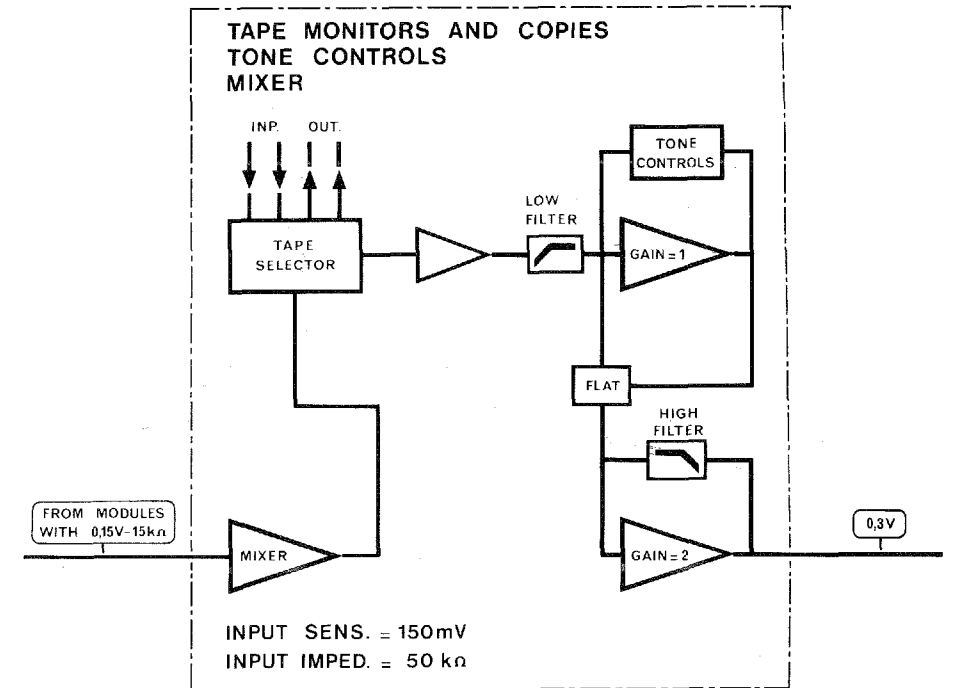 TAPE MONITORS AND COPIES
TONE CONTROLS
MIXER
INP. OUT.
TONE
CONTROLS
LOW
FILTER
TAPE
SELECTOR
GAIN = 1
FLAT
HIGH
FILTER
FROM MODULES
WITH 0,15V-15kΩ
0,3V
MIXER
GAIN = 2
INPUT SENS. = 150mV
INPUT IMPED. = 50 kΩ